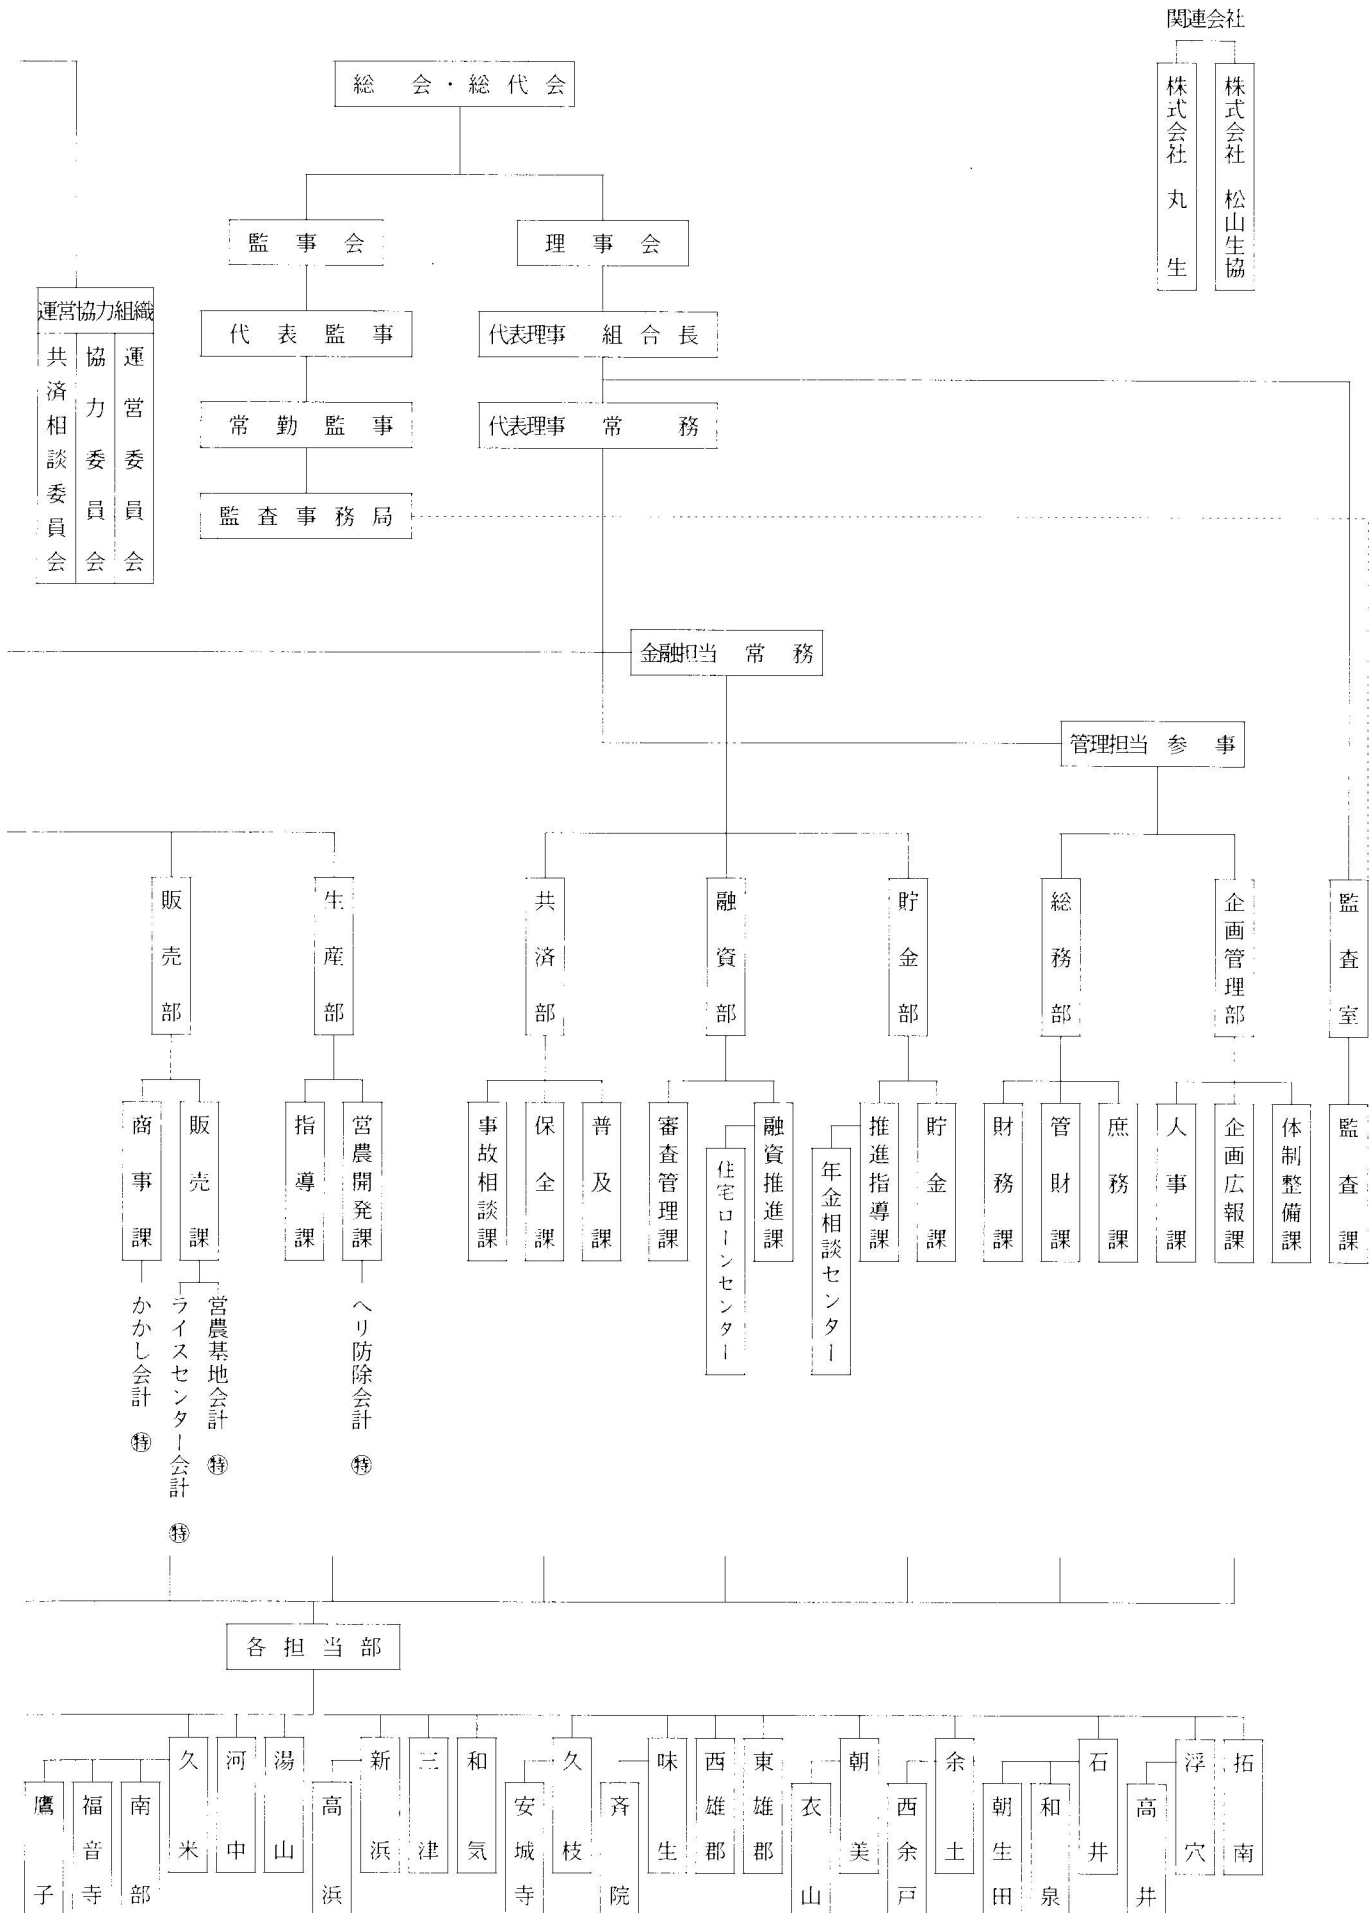 関連会社
株式会社 松山生協
株式会社 丸生
総会・総代会
監事会
理事会
代表監事
代表理事 組合長
常勤監事
代表理事 常務
監査事務局
運営協力組織
運営委員会
協力委員会
共済相談委員会
金融担当 常務
管理担当 参事
監査室
企画管理部
総務部
貯金部
融資部
共済部
生産部
販売部
監査課
体制整備課
企画広報課
人事課
庶務課
管財課
財務課
貯金課
推進指導課
年金相談センター
融資推進課
住宅ローンセンター
審査管理課
普及課
保全課
事故相談課
営農開発課
指導課
販売課
商事課
ヘリ防除会計 ㊕
営農基地会計 ㊕
ライスセンター会計 ㊕
かかし会計 ㊕
各担当部
拓南
浮穴
高井
石井
和泉
朝生田
余土
西余戸
朝美
衣山
東雄郡
西雄郡
味生
斉院
久枝
安城寺
和気
三津
新浜
高浜
湯山
河中
久米
南部
福音寺
鷹子